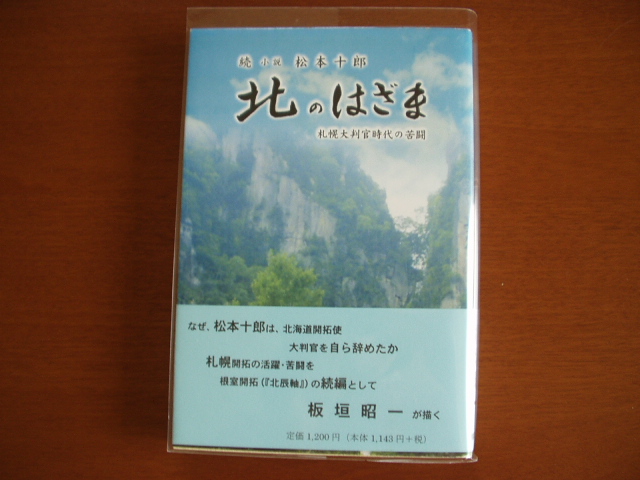 続 小説 松本十郎
北のはざま
札幌大判官時代の苦闘
なぜ、松本十郎は、北海道開拓使
大判官を自ら辞めたか
札幌開拓の活躍・苦闘を
根室開拓(『北辰軸』)の続編として
板垣昭一が描く
定価1,200円（本体1,143円+税）